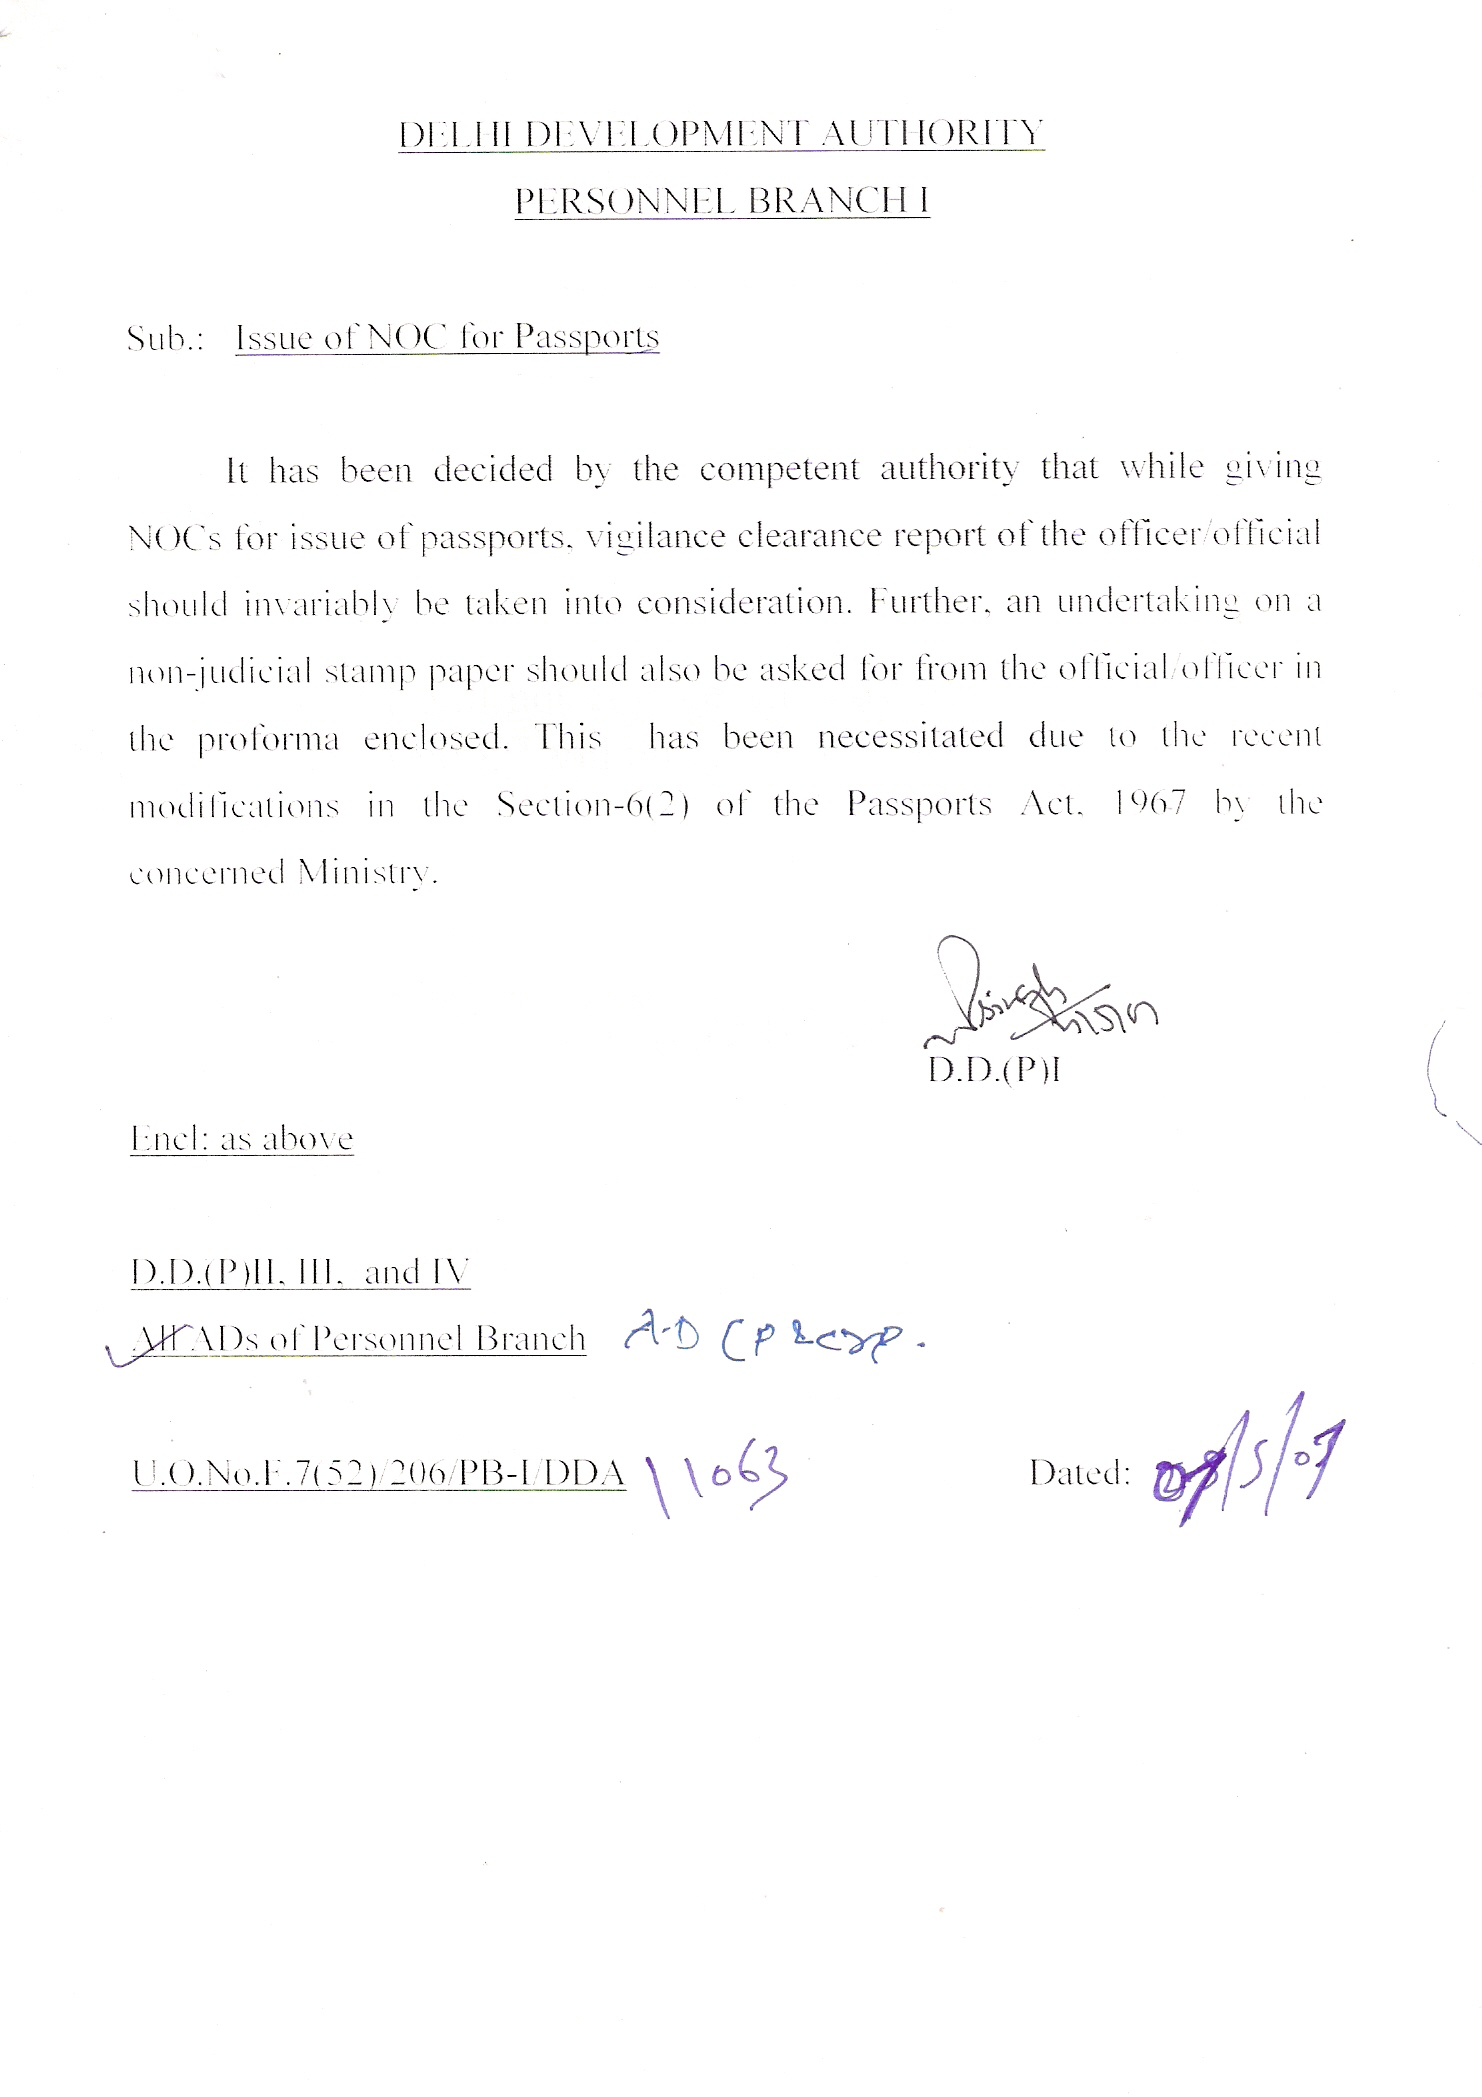 DELHI DEVELOPMENT AUTHORITY
PERSONNEL BRANCH I
Sub.: Issue of NOC for Passports
It has been decided by the competent authority that while giving
NOCs for issue of passports, vigilance clearance report of the officer/official
should invariably be taken into consideration. Further, an undertaking on a
non-judicial stamp paper should also be asked for from the official/officer in
the proforma enclosed. This has been necessitated due to the recent
modifications in the Section-6(2) of the Passports Act, 1967 by the
concerned Ministry.
D.D.(P)I
Encl: as above
D.D.(P)II, III, and IV
All ADs of Personnel Branch A-D
U.O.No.F.7(52)/206/PB-I/DDA \11063 Dated: /5/07